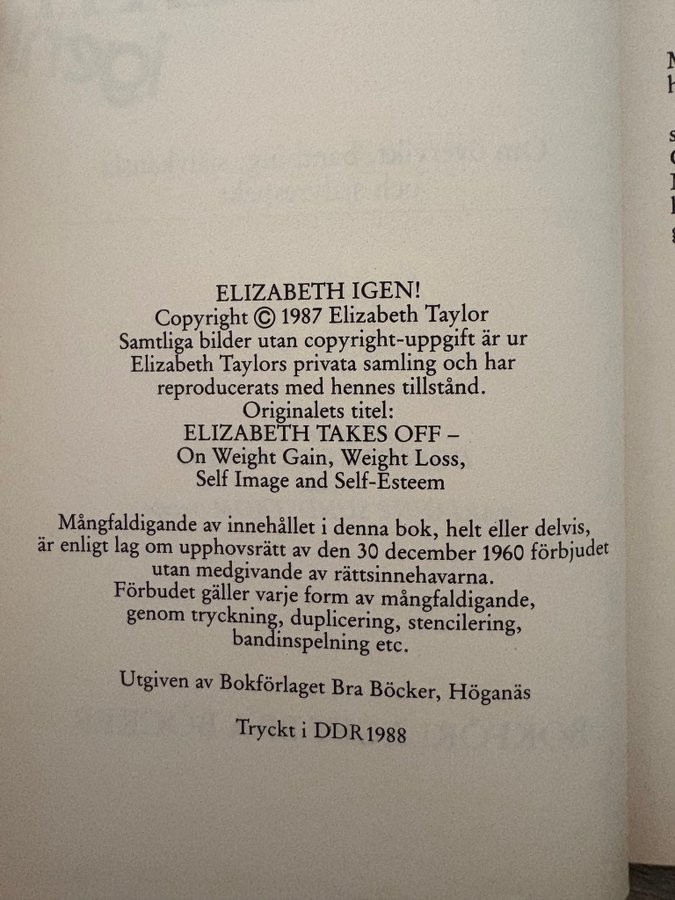 ELIZABETH IGEN!
Copyright © 1987 Elizabeth Taylor
Samtliga bilder utan copyright-uppgift är ur
Elizabeth Taylors privata samling och har
reproducerats med hennes tillstånd.
Originalets titel:
ELIZABETH TAKES OFF –
On Weight Gain, Weight Loss,
Self Image and Self-Esteem
Mångfaldigande av innehållet i denna bok, helt eller delvis,
är enligt lag om upphovsrätt av den 30 december 1960 förbjudet
utan medgivande av rättsinnehavarna.
Förbudet gäller varje form av mångfaldigande,
genom tryckning, duplicering, stencilering,
bandinspelning etc.
Utgiven av Bokförlaget Bra Böcker, Höganäs
Tryckt i DDR1988